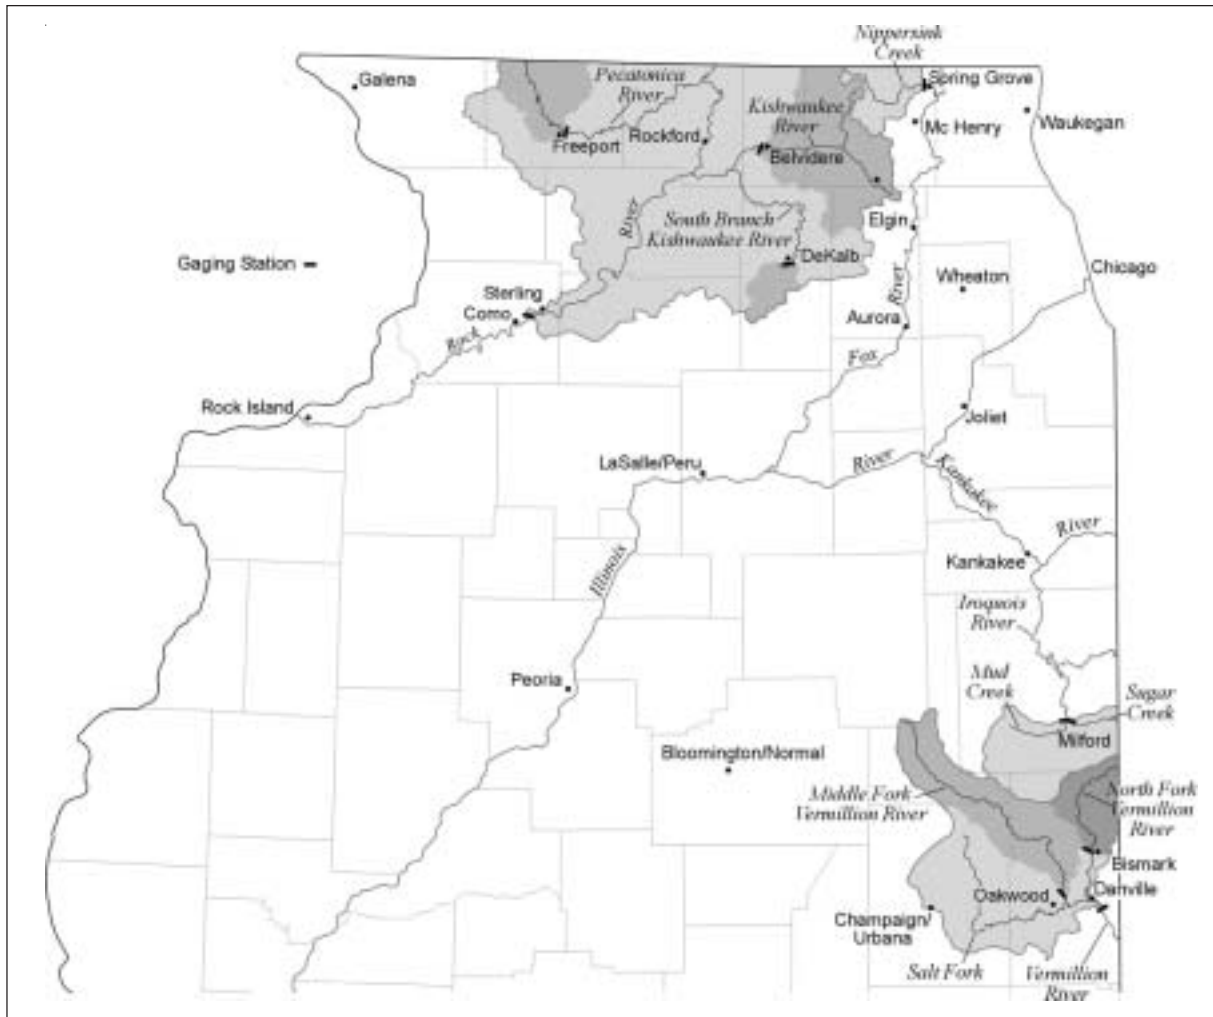 Nippersink
Creek
Galena
Pecatonica
River
Spring Grove
Kishwaukee
River
Mc Henry
Waukegan
Freeport
Rockford
Belvidere
River
South Branch
Kishwaukee River
Elgin
Gaging Station
DeKalb
River
Wheaton
Chicago
Sterling
Como
Rock
Aurora
Fox
Rock Island
Joliet
LaSalle/Peru
River
Kankakee
River
Illinois
Kankakee
Iroquois
River
Peoria
Mud
Creek
Sugar
Creek
Milford
Bloomington/Normal
Middle Fork
Vermillion River
North Fork
Vermillion
River
Bismark
Oakwood
Danville
Champaign/
Urbana
Salt Fork
Vermillion
River